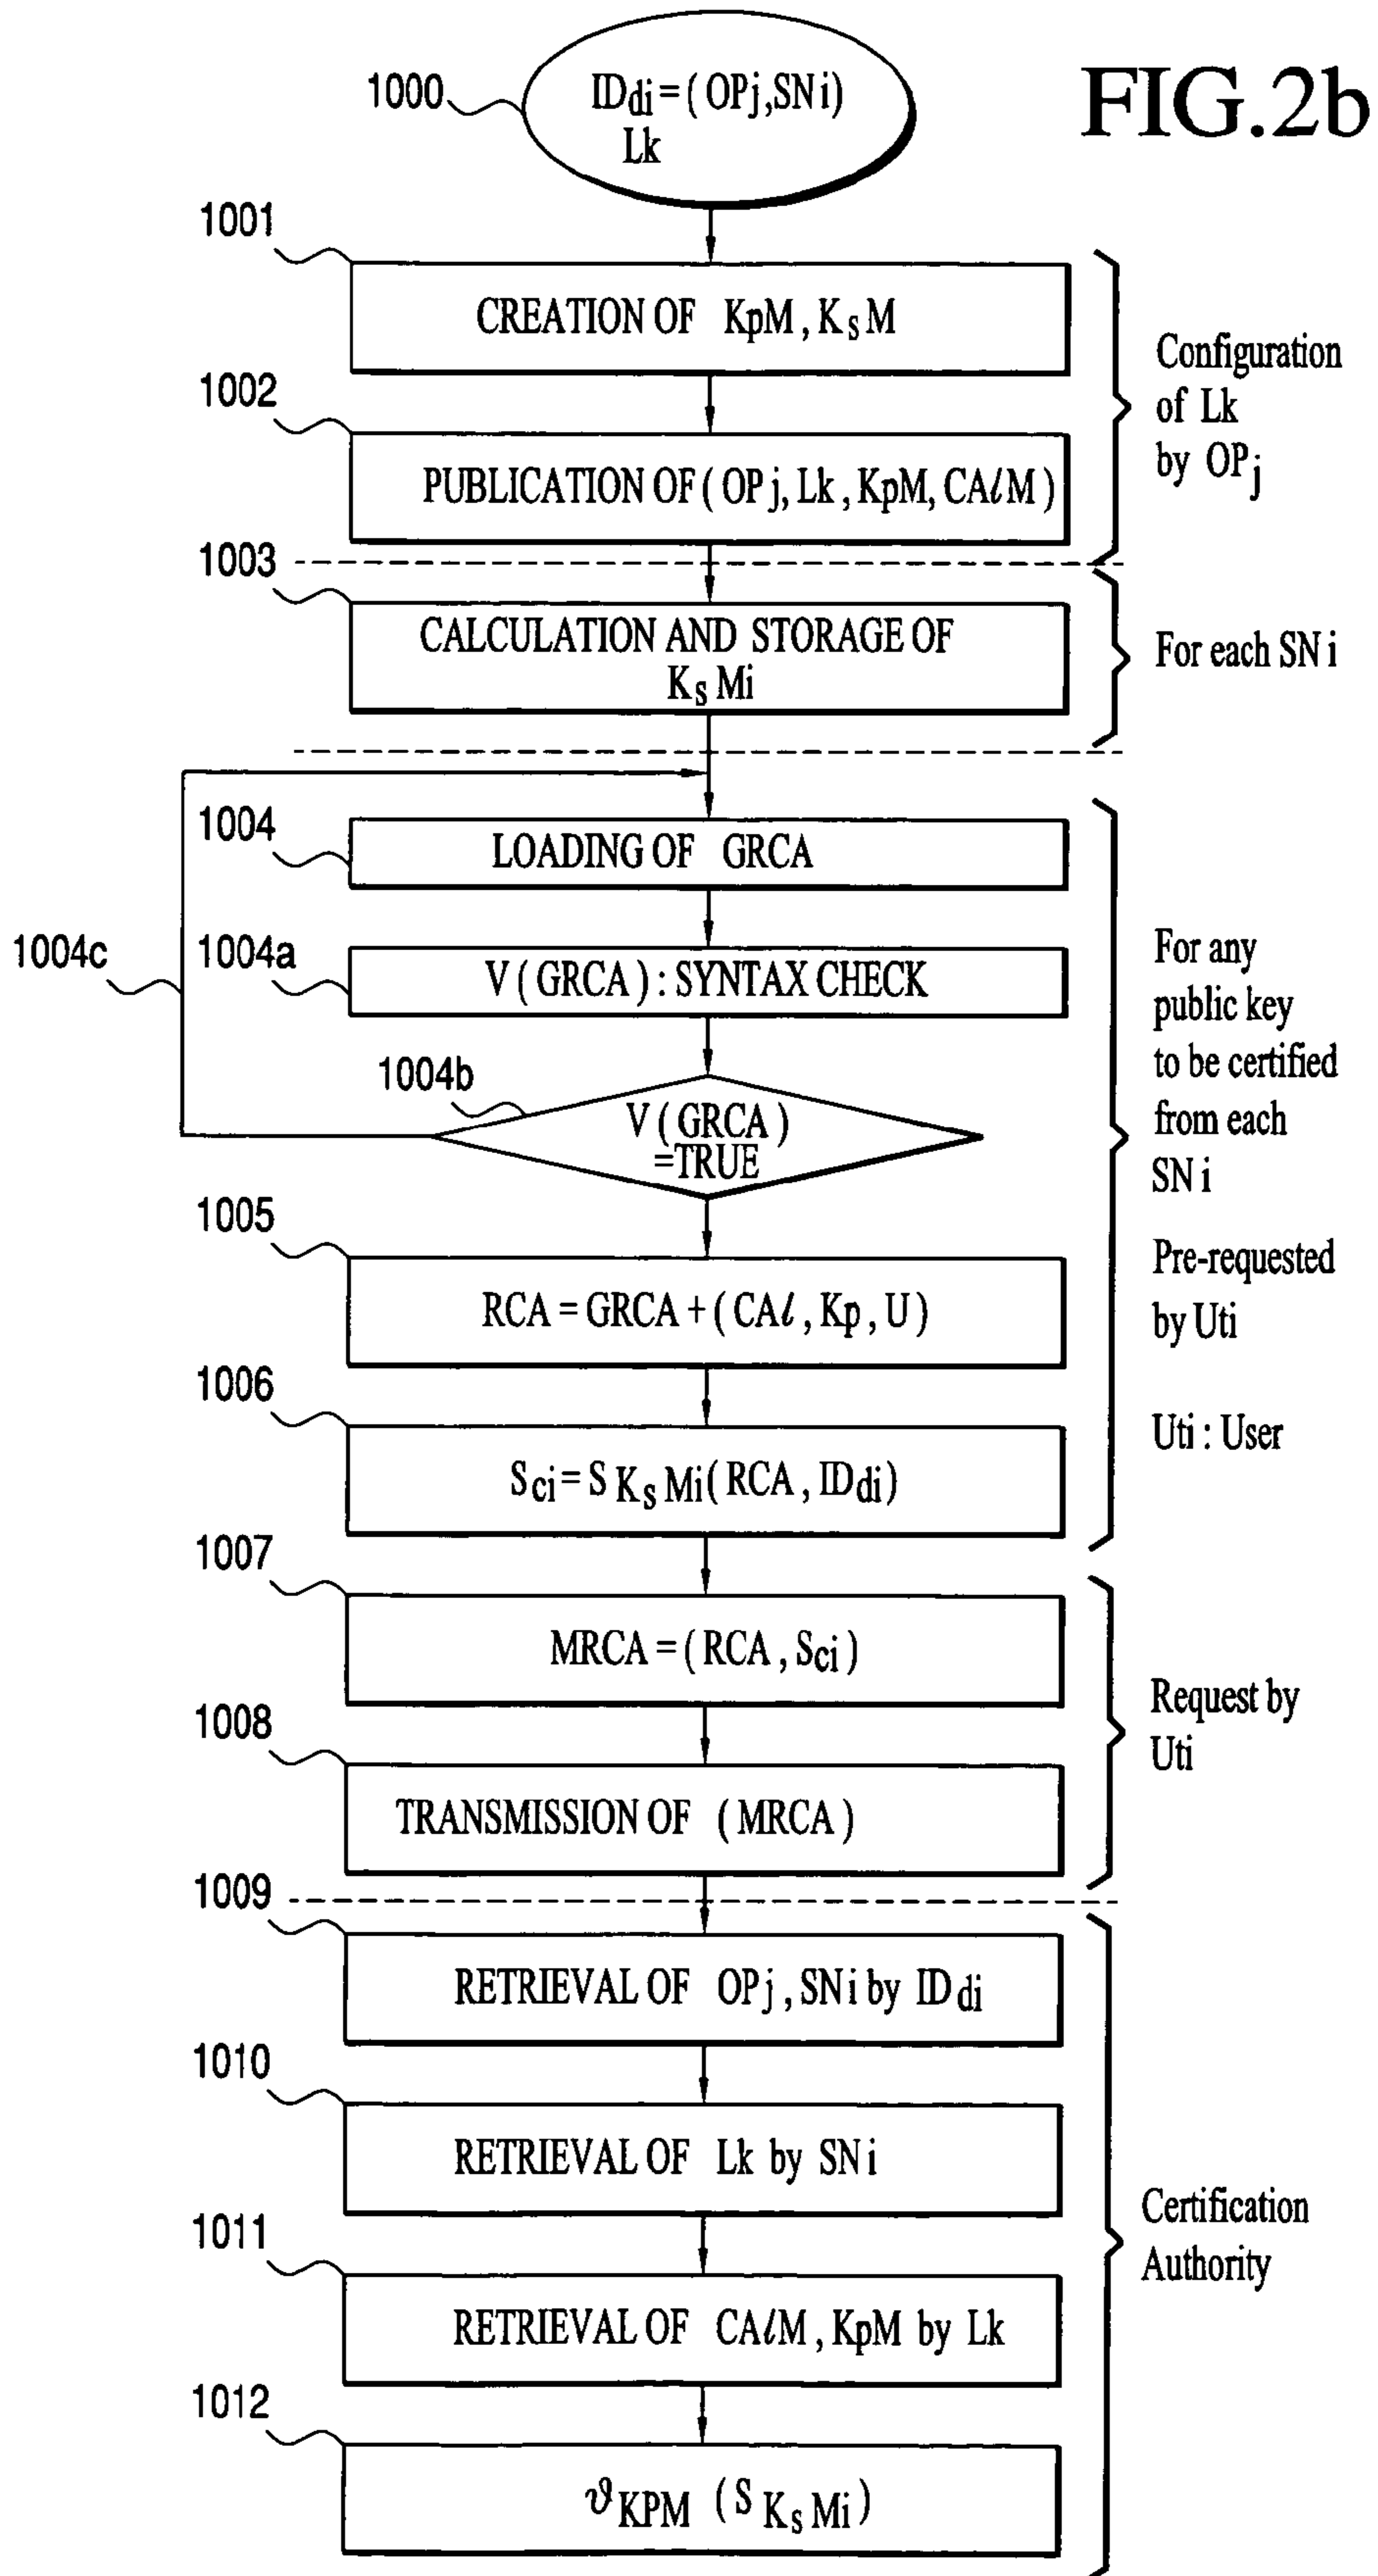 FIG.2b
1000
IDdi = ( OPj,SNi)
Lk
1001
CREATION OF KpM, KsM
Configuration
of Lk
by OPj
1002
PUBLICATION OF ( OPj, Lk, KpM, CAℓM )
1003
CALCULATION AND STORAGE OF
KsMi
For each SNi
1004
LOADING OF GRCA
1004c
1004a
V ( GRCA ) : SYNTAX CHECK
For any
public key
to be certified
from each
SNi
Pre-requested
by Uti
Uti : User
1004b
V ( GRCA )
=TRUE
1005
RCA = GRCA + ( CAℓ, Kp, U )
1006
Sci = S KsMi ( RCA, IDdi )
1007
MRCA = ( RCA, Sci )
Request by
Uti
1008
TRANSMISSION OF ( MRCA )
1009
RETRIEVAL OF OPj, SNi by IDdi
1010
RETRIEVAL OF Lk by SNi
Certification
Authority
1011
RETRIEVAL OF CAℓM, KpM by Lk
1012
ϑKPM ( S KsMi )